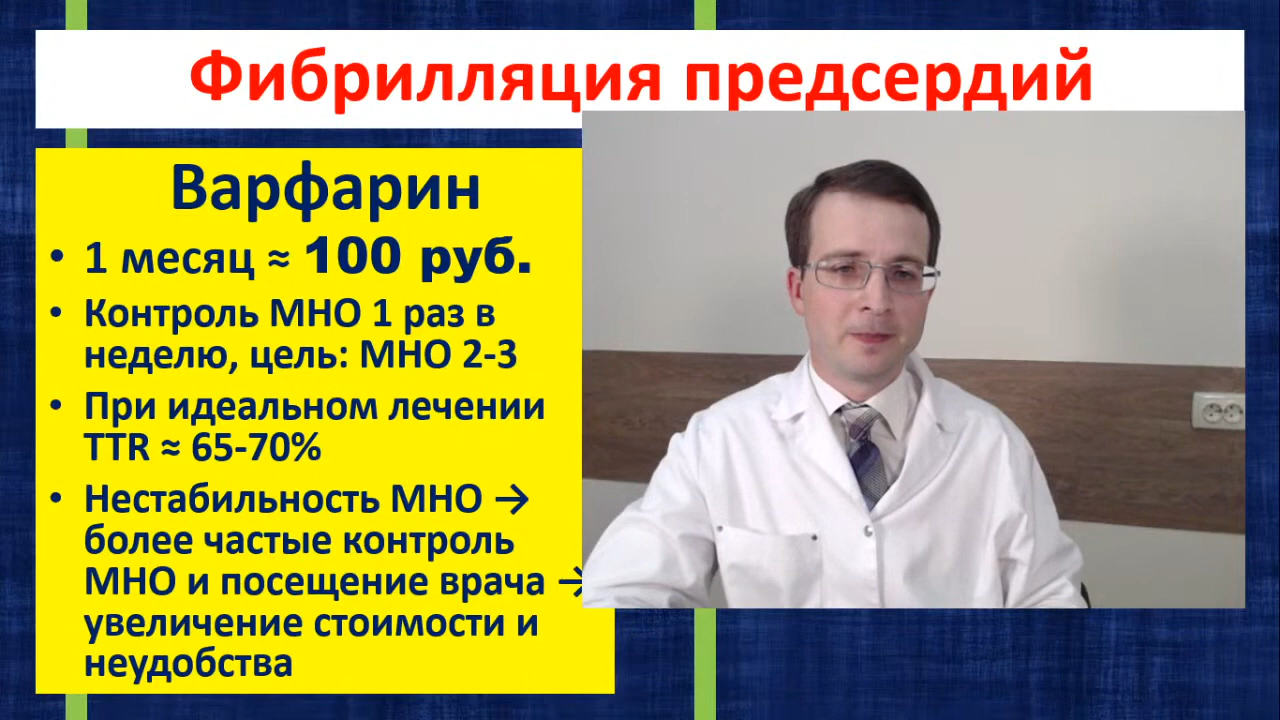 Фибрилляция предсердий
Варфарин
• 1 месяц ≈ 100 руб.
• Контроль МНО 1 раз в
неделю, цель: МНО 2-3
• При идеальном лечении
TTR ≈ 65-70%
• Нестабильность МНО →
более частые контроль
МНО и посещение врача →
увеличение стоимости и
неудобства